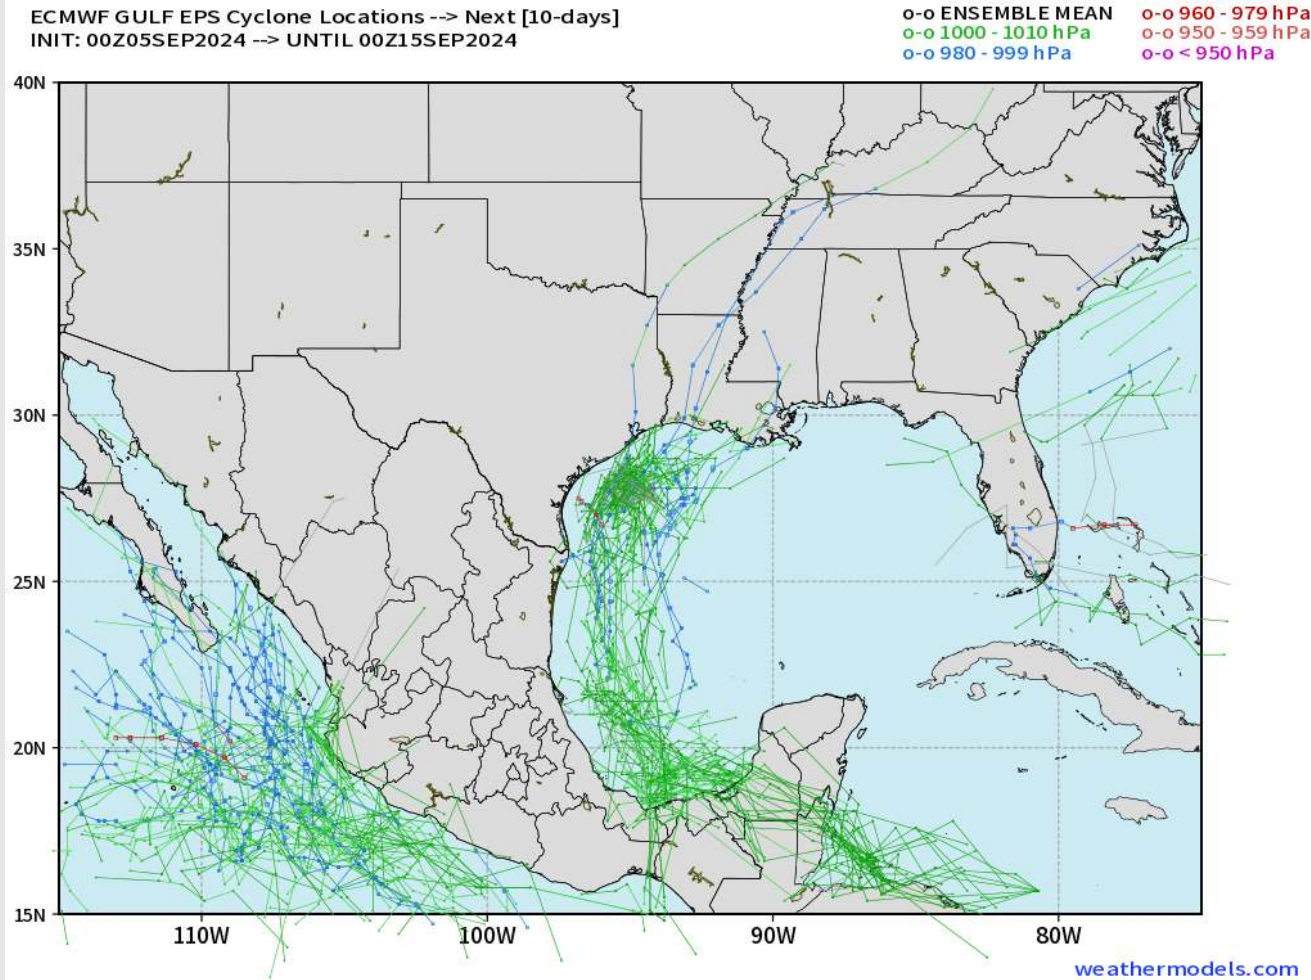 ECMWF GULF EPS Cyclone Locations --> Next [10-days]
INIT: 00Z05SEP2024 --> UNTIL 00Z15SEP2024
o-o ENSEMBLE MEAN
o-o 1000 - 1010 hPa
o-o 980 - 999 hPa
o-o 960 - 979 hPa
o-o 950 - 959 hPa
o-o < 950 hPa
40N
35N
30N
25N
20N
15N
110W
100W
90W
80W
weathermodels.com